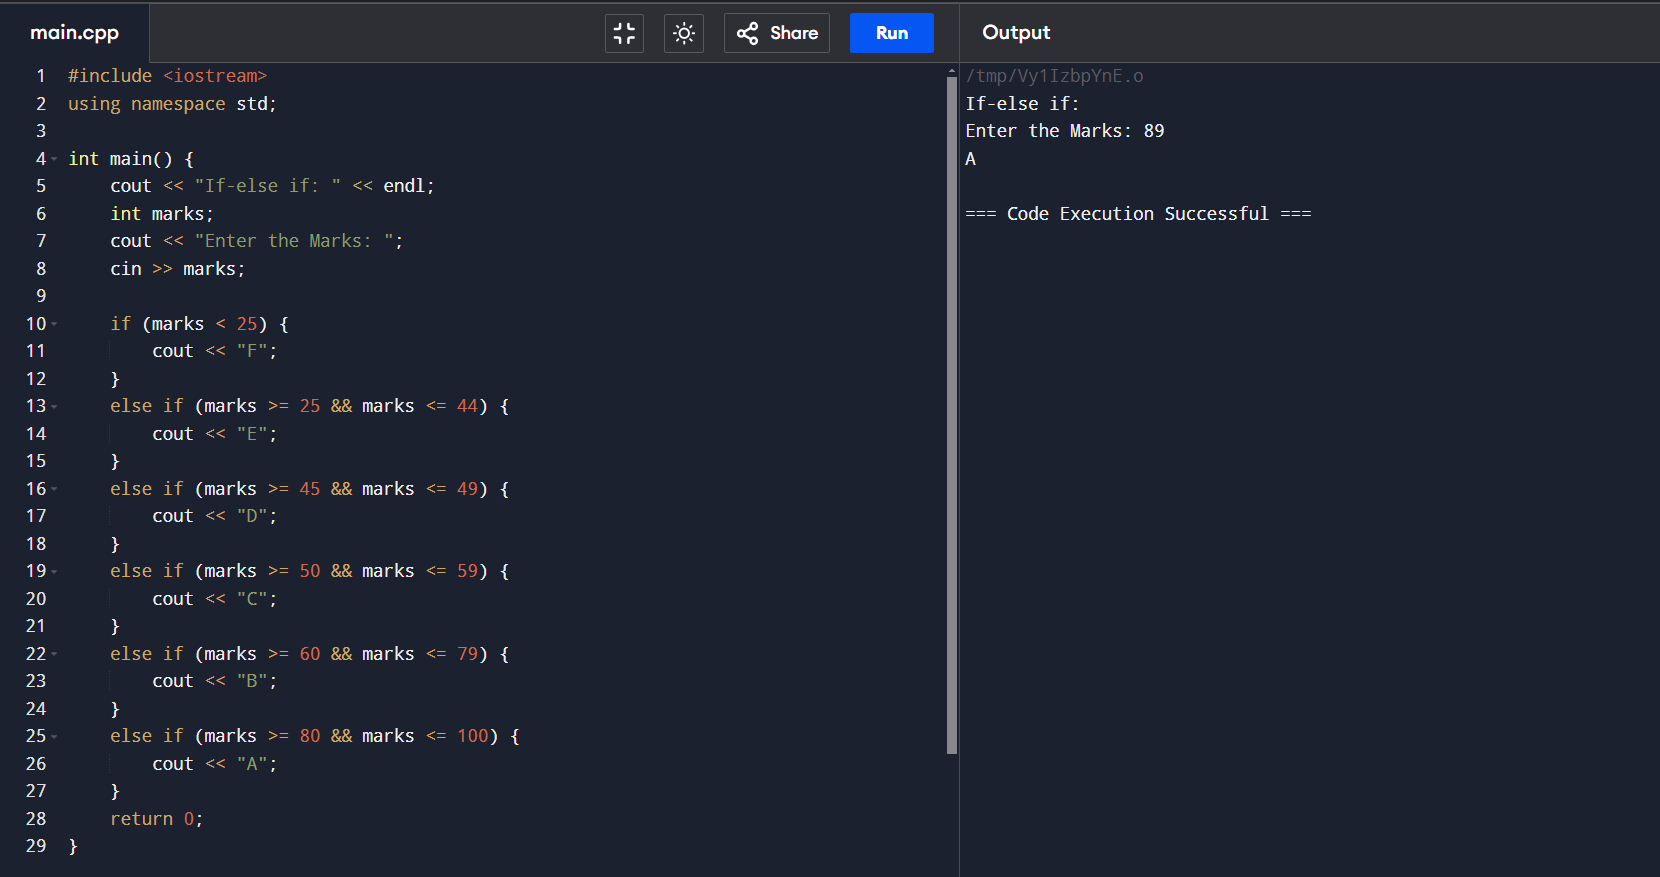 main.cpp
Share
Run
Output
1 #include <iostream>
2 using namespace std;
3
4 int main() {
5     cout << "If-else if: " << endl;
6     int marks;
7     cout << "Enter the Marks: ";
8     cin >> marks;
9
10     if (marks < 25) {
11         cout << "F";
12     }
13     else if (marks >= 25 && marks <= 44) {
14         cout << "E";
15     }
16     else if (marks >= 45 && marks <= 49) {
17         cout << "D";
18     }
19     else if (marks >= 50 && marks <= 59) {
20         cout << "C";
21     }
22     else if (marks >= 60 && marks <= 79) {
23         cout << "B";
24     }
25     else if (marks >= 80 && marks <= 100) {
26         cout << "A";
27     }
28     return 0;
29 }
/tmp/Vy1IzbpYnE.o
If-else if:
Enter the Marks: 89
A
=== Code Execution Successful ===